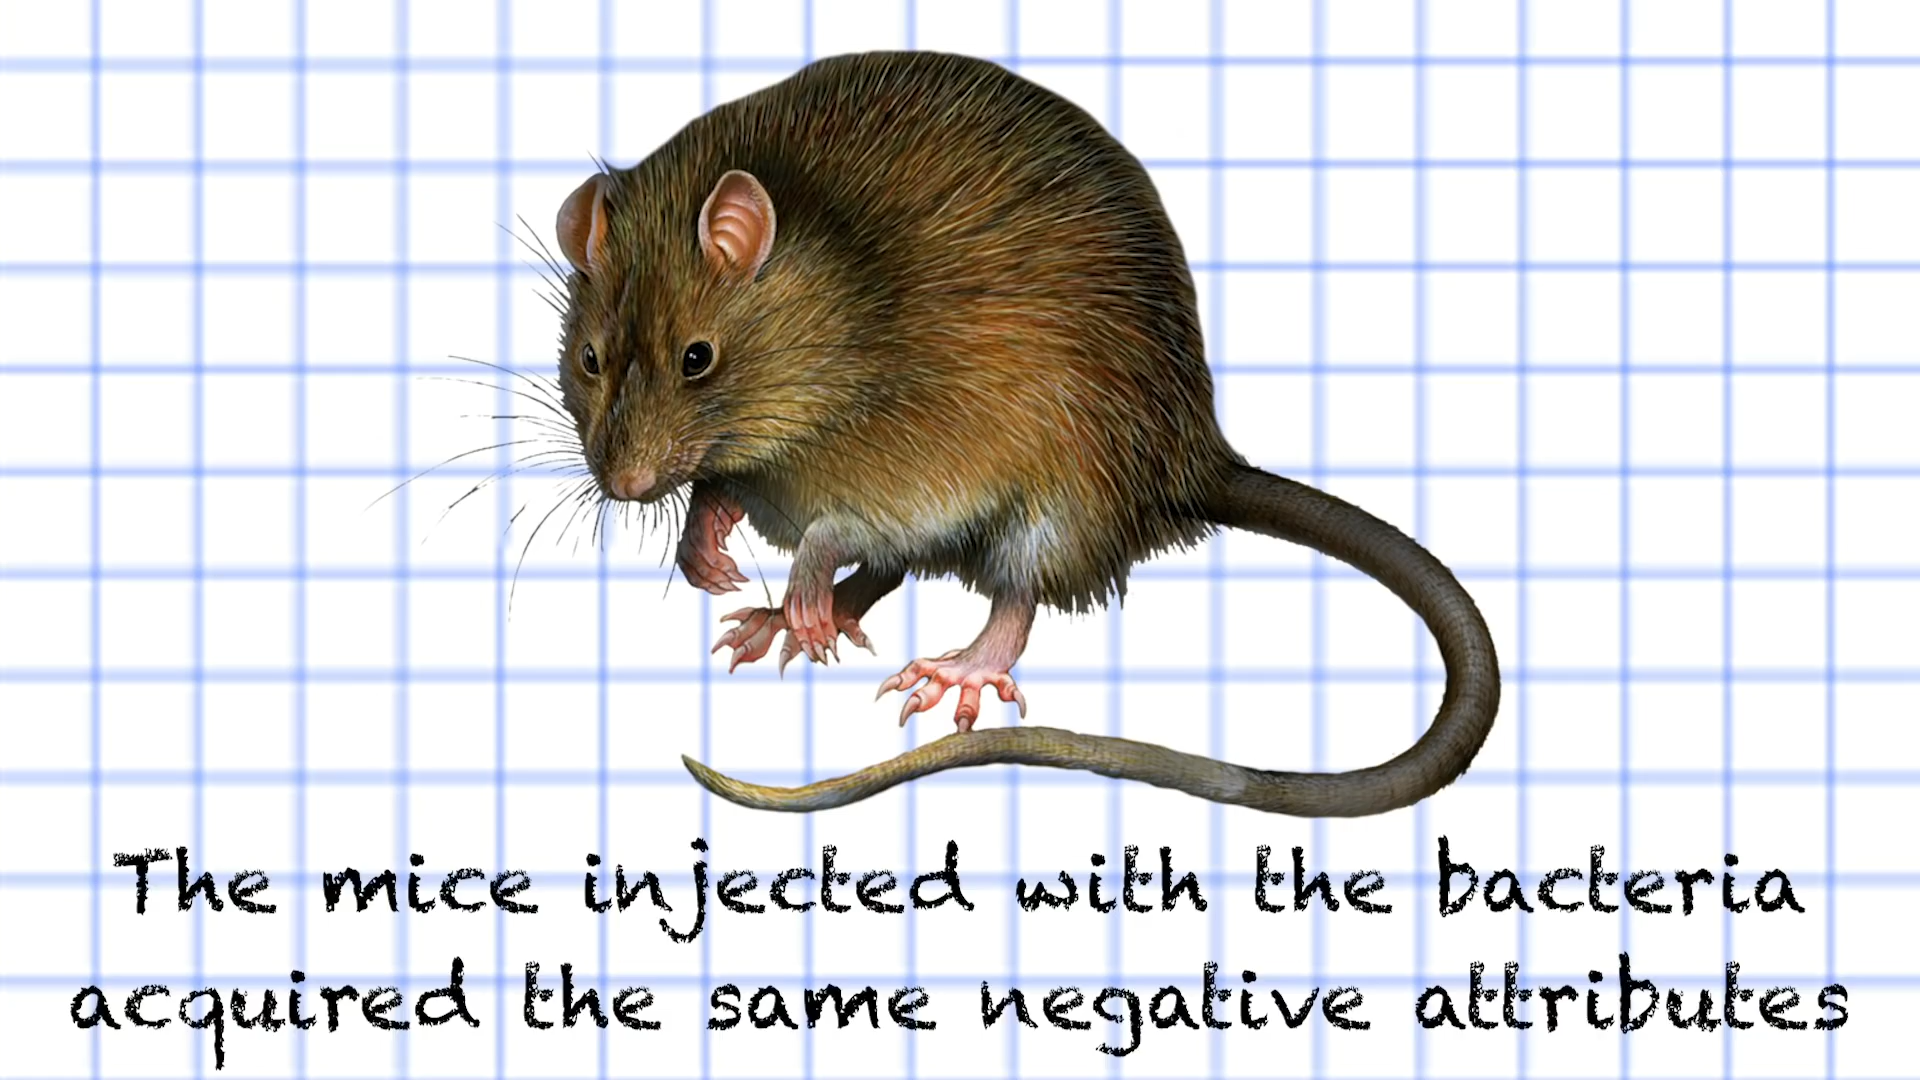 The mice injected with the bacteria
acquired the same negative attributes